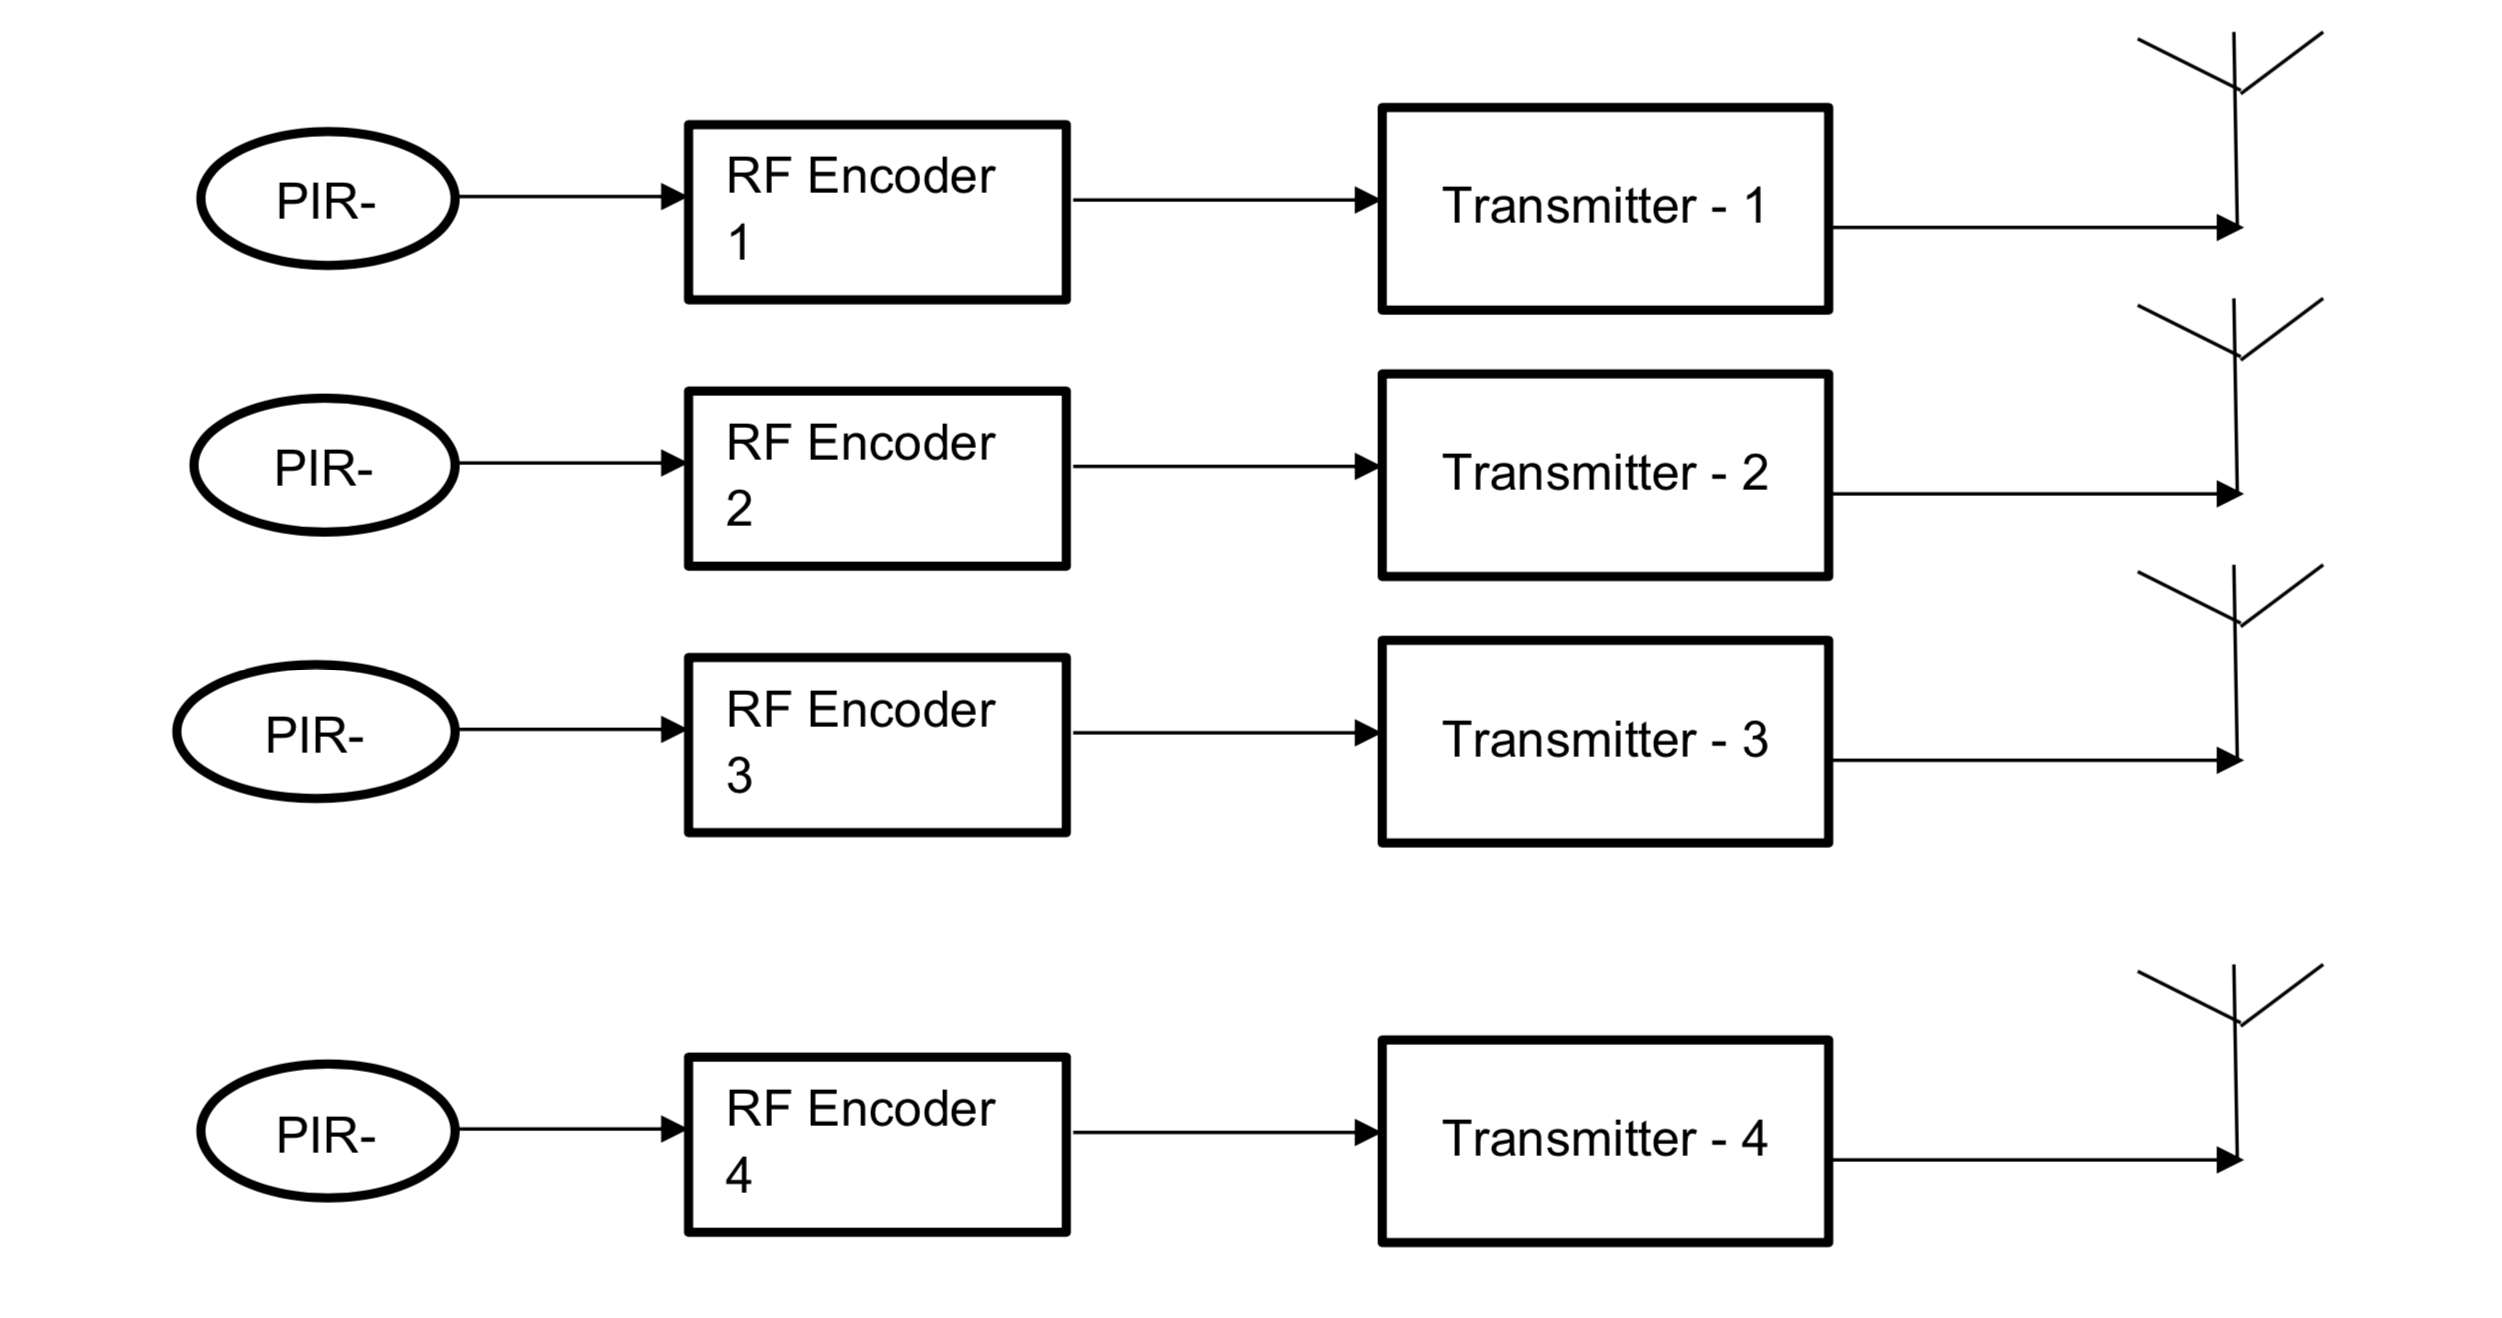 PIR-
RF Encoder
1
Transmitter - 1
PIR-
RF Encoder
2
Transmitter - 2
PIR-
RF Encoder
3
Transmitter - 3
PIR-
RF Encoder
4
Transmitter - 4